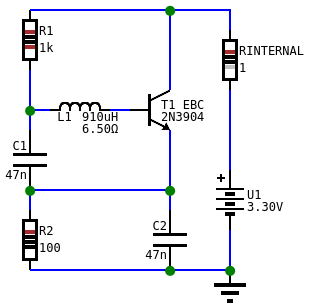 R1
1k
RINTERNAL
1
L1 910uH
6.50Ω
T1 EBC
2N3904
C1
47n
U1
3.30V
R2
100
C2
47n